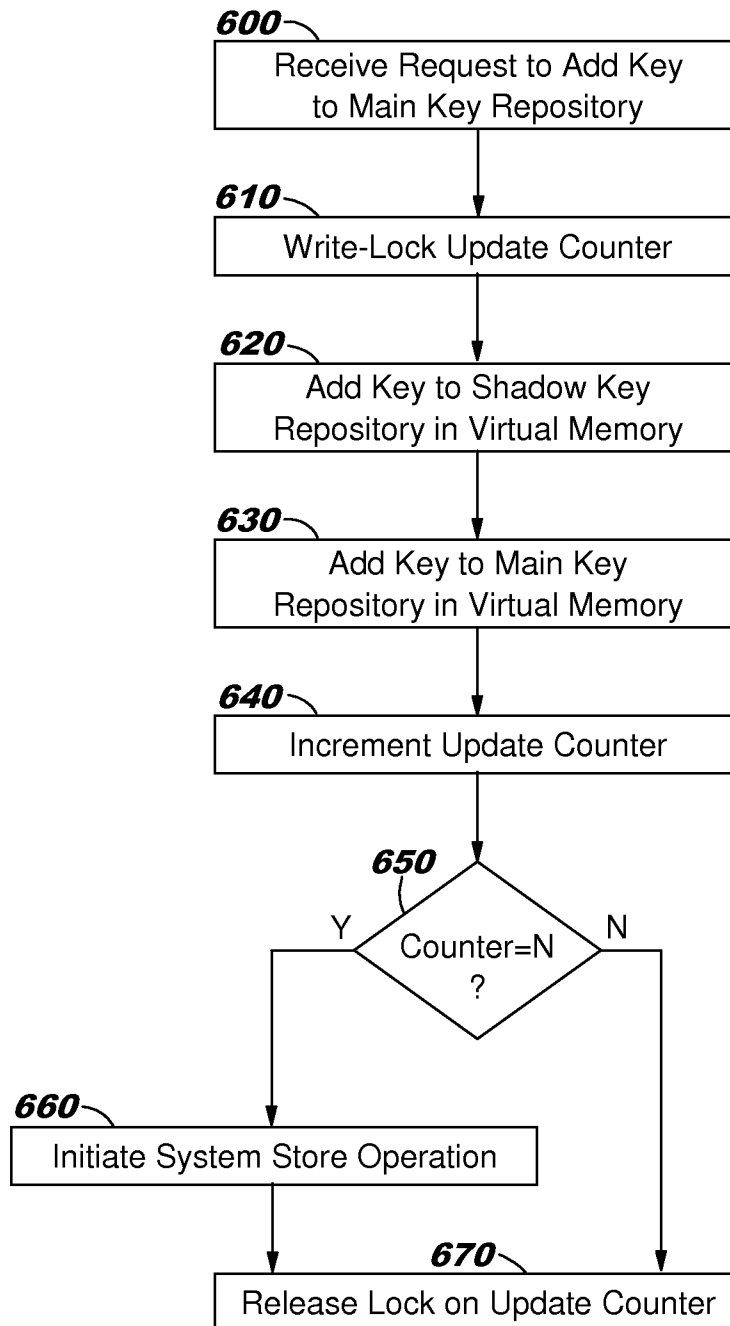 600
Receive Request to Add Key
to Main Key Repository
610
Write-Lock Update Counter
620
Add Key to Shadow Key
Repository in Virtual Memory
630
Add Key to Main Key
Repository in Virtual Memory
640
Increment Update Counter
650
Y
Counter=N
?
N
660
Initiate System Store Operation
670
Release Lock on Update Counter